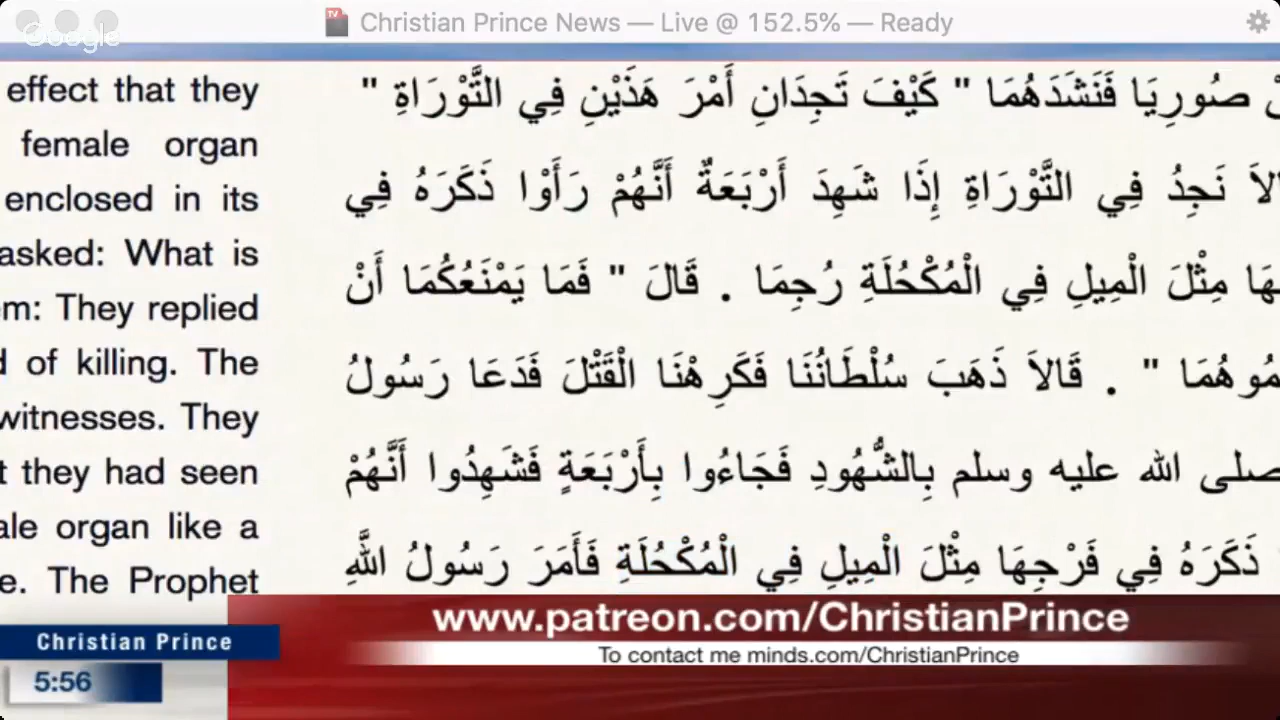 Christian Prince News — Live @ 152.5% — Ready
Google
effect that they
female organ
enclosed in its
asked: What is
They replied
of killing. The
witnesses. They
they had seen
organ like a
The Prophet
صُورِيَا فَنَشَدَهُمَا " كَيْفَ تَجِدَانِ أَمْرَ هَذَيْنِ فِي التَّوْرَاةِ "
نَجِدُ فِي التَّوْرَاةِ إِذَا شَهِدَ أَرْبَعَةٌ أَنَّهُمْ رَأَوْا ذَكَرَهُ فِي
مِثْلَ الْمِيلِ فِي الْمُكْحُلَةِ رُجِمَا . قَالَ " فَمَا يَمْنَعُكُمَا أَنْ
" . قَالاَ ذَهَبَ سُلْطَانُنَا فَكَرِهْنَا الْقَتْلَ فَدَعَا رَسُولُ
صلى الله عليه وسلم بِالشُّهُودِ فَجَاءُوا بِأَرْبَعَةٍ فَشَهِدُوا أَنَّهُمْ
ذَكَرَهُ فِي فَرْجِهَا مِثْلَ الْمِيلِ فِي الْمُكْحُلَةِ فَأَمَرَ رَسُولُ اللَّهِ
www.patreon.com/ChristianPrince
To contact me minds.com/ChristianPrince
Christian Prince
5:56